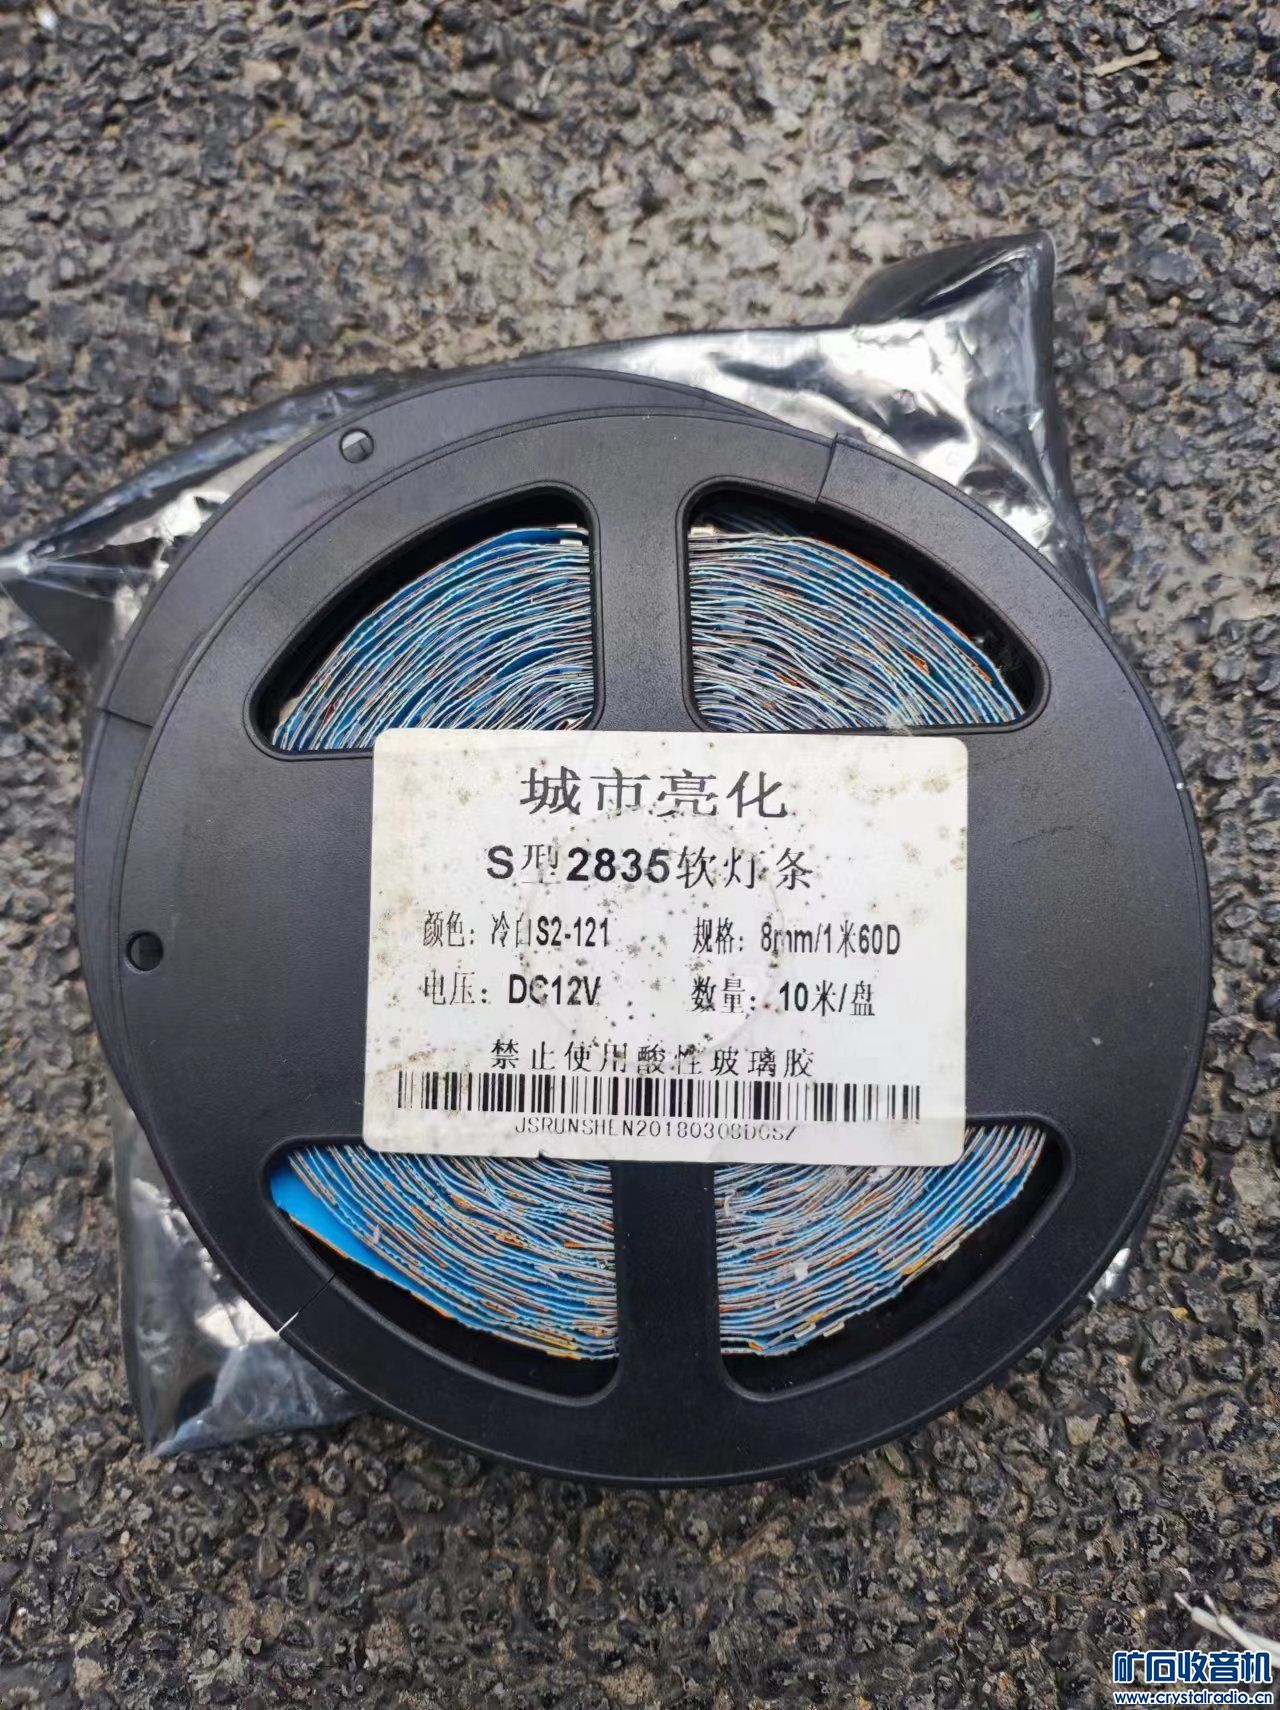 城市亮化
S型2835软灯条
颜色：冷白S2-121 规格：8mm/1米60D
电压：DC12V 数量：10米/盘
禁止使用酸性玻璃胶
矿石收音机
www.crystalradio.cn